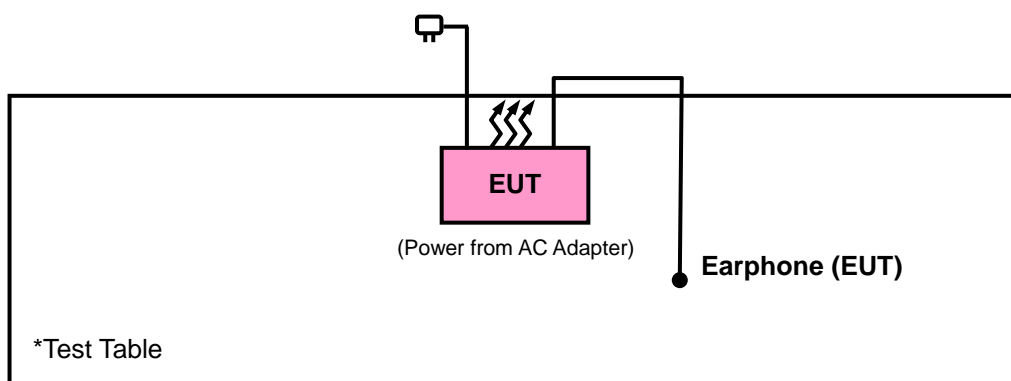 EUT
(Power from AC Adapter)
Earphone (EUT)
*Test Table